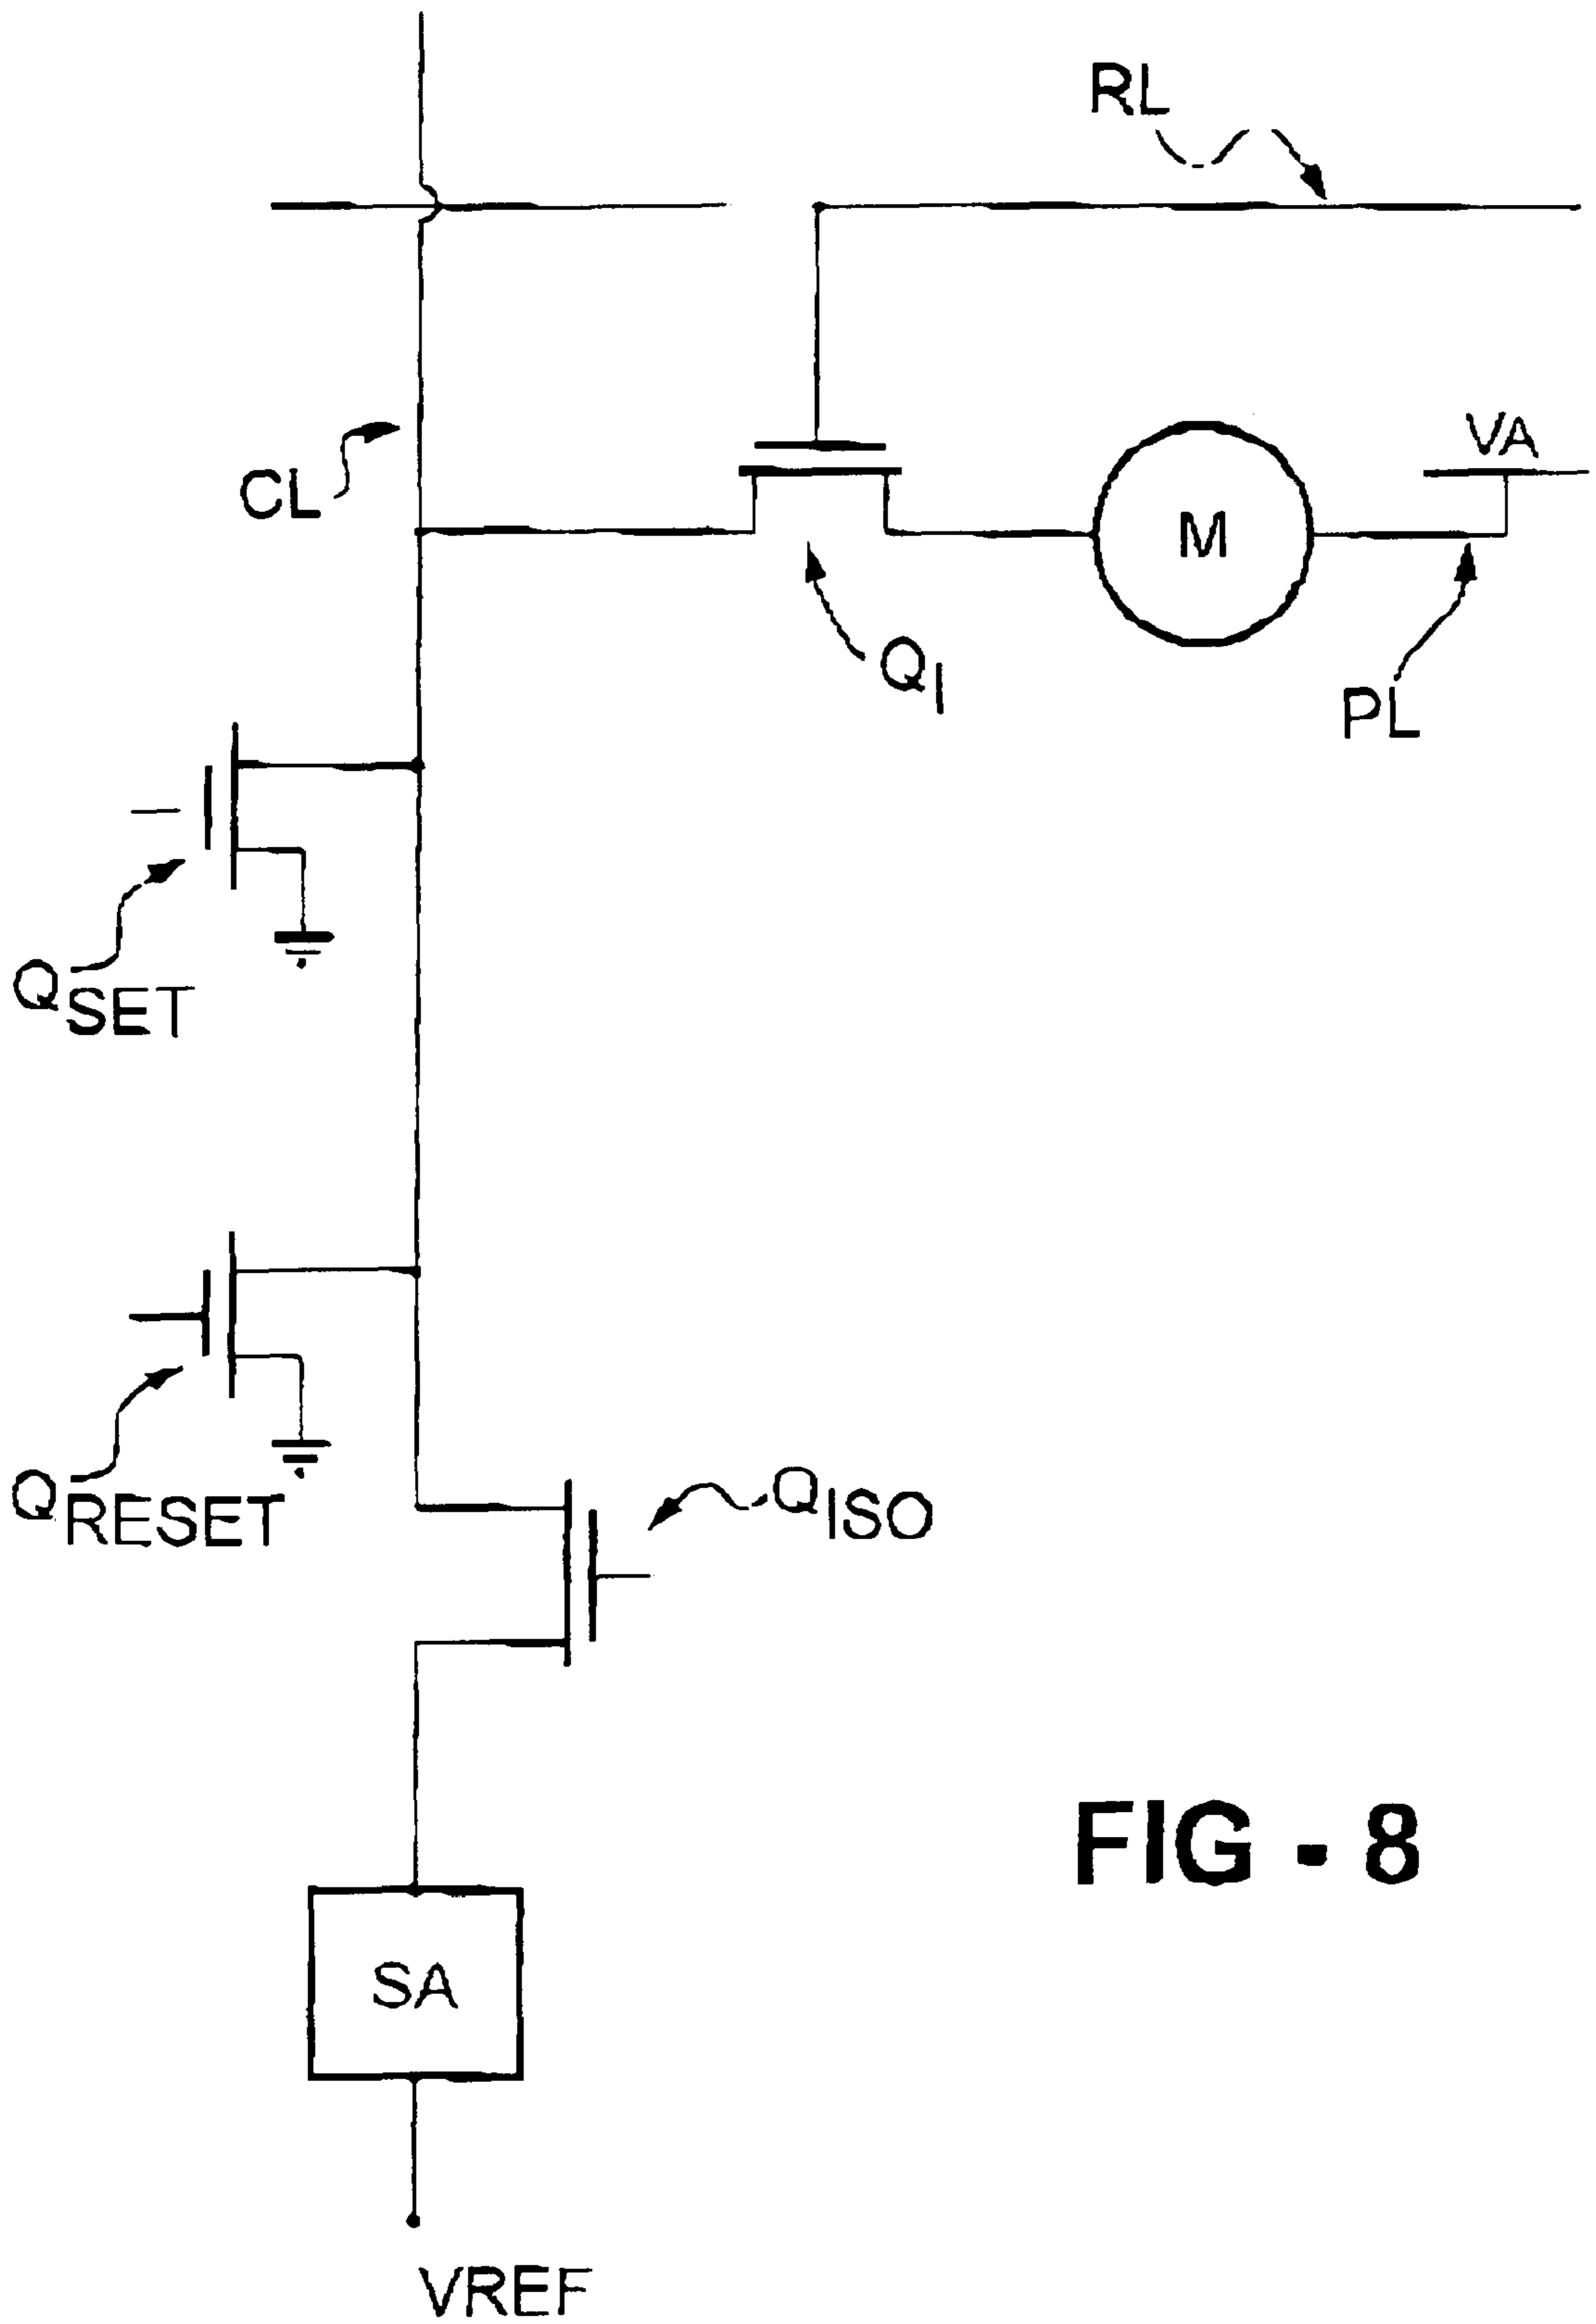 RL
VA
CL
M
QI
PL
QSET
QRESET
QISO
FIG - 8
SA
VREF